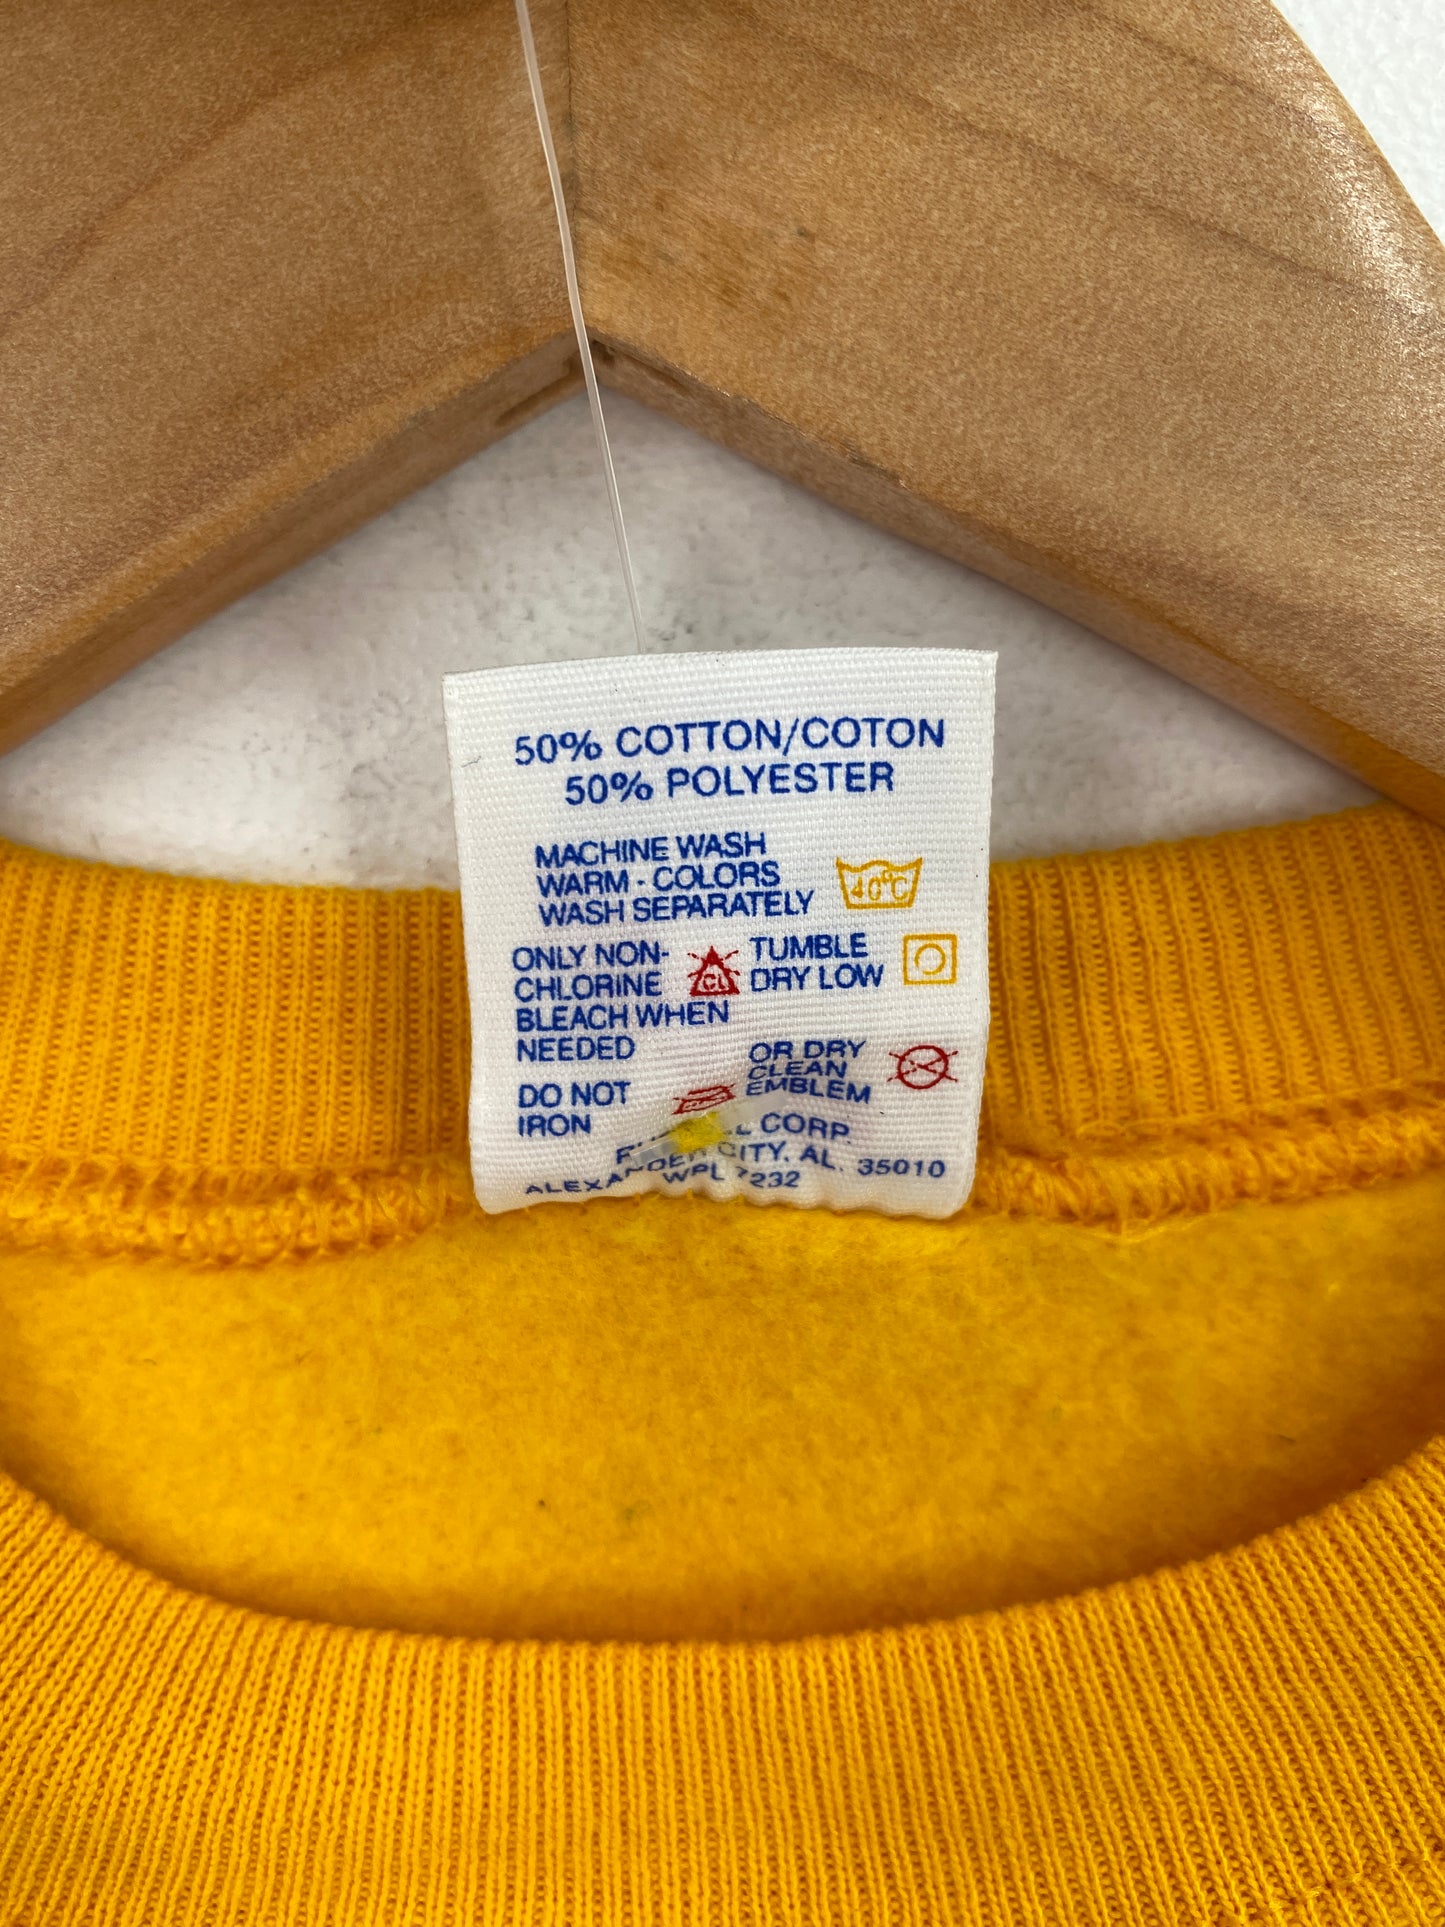 50% COTTON/COTON
50% POLYESTER
MACHINE WASH
WARM - COLORS
WASH SEPARATELY
40°C
ONLY NON-
CHLORINE
BLEACH WHEN
NEEDED
CL
TUMBLE
DRY LOW
DO NOT
IRON
OR DRY
CLEAN
EMBLEM
CORP.
CITY, AL. 35010
WPL 7232